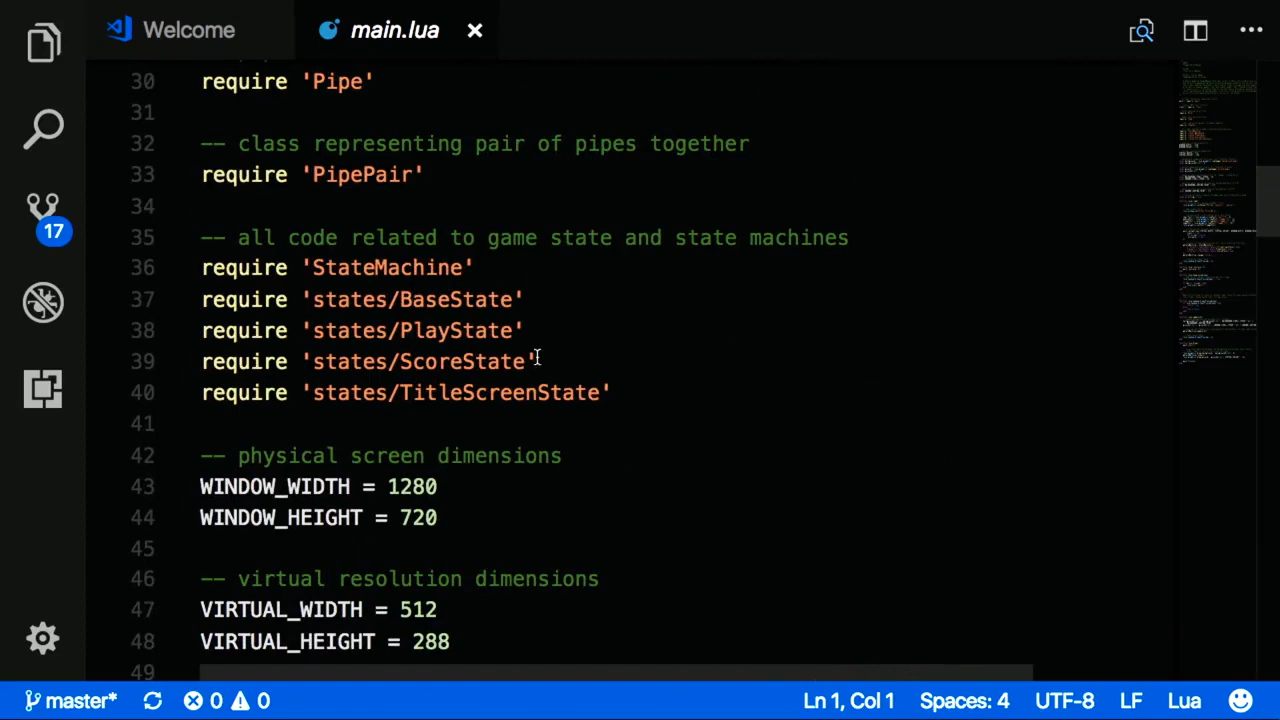 Welcome
main.lua
30 require 'Pipe'
31
32 -- class representing pair of pipes together
33 require 'PipePair'
34
35 -- all code related to game state and state machines
36 require 'StateMachine'
37 require 'states/BaseState'
38 require 'states/PlayState'
39 require 'states/ScoreState'
40 require 'states/TitleScreenState'
41
42 -- physical screen dimensions
43 WINDOW_WIDTH = 1280
44 WINDOW_HEIGHT = 720
45
46 -- virtual resolution dimensions
47 VIRTUAL_WIDTH = 512
48 VIRTUAL_HEIGHT = 288
49
17
master* 0 0 Ln 1, Col 1 Spaces: 4 UTF-8 LF Lua